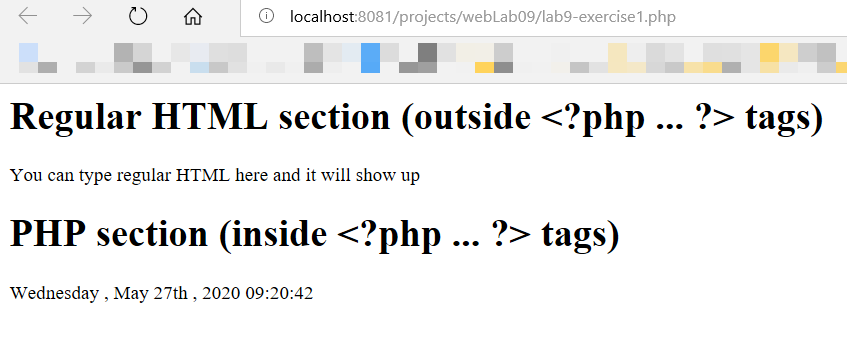 localhost:8081/projects/webLab09/lab9-exercise1.php
Regular HTML section (outside <?php ... ?> tags)
You can type regular HTML here and it will show up
PHP section (inside <?php ... ?> tags)
Wednesday , May 27th , 2020 09:20:42